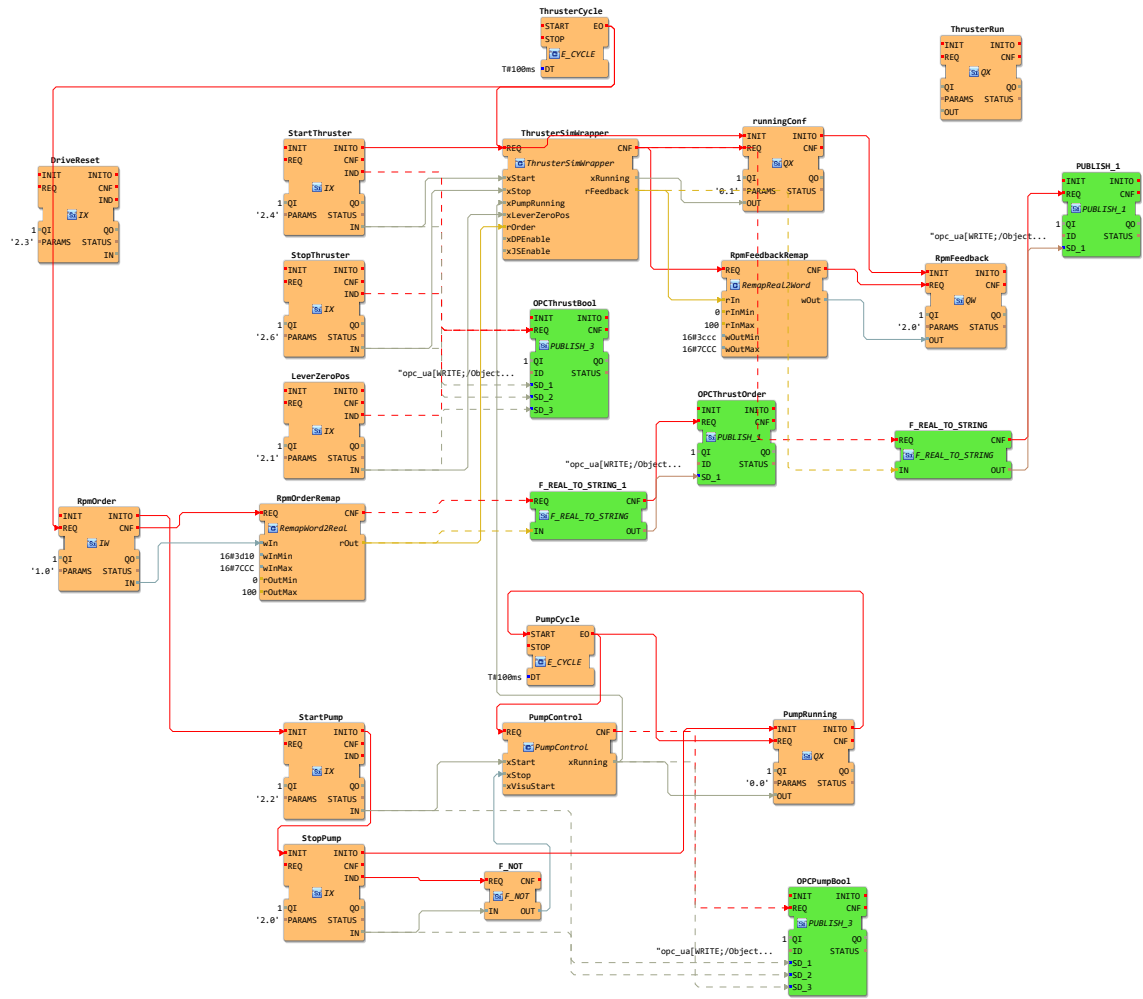 ThrusterCycle
START EO
STOP
E_CYCLE
T#100ms DT
ThrusterRun
INIT INITO
REQ CNF
QX
QI QO
PARAMS STATUS
OUT
DriveReset
INIT INITO
REQ CNF
IND
IX
1 QI QO
'2.3' PARAMS STATUS
IN
StartThruster
INIT INITO
REQ CNF
IND
IX
1 QI QO
'2.4' PARAMS STATUS
IN
ThrusterSimWrapper
REQ CNF
ThrusterSimWrapper
xStart xRunning
xStop rFeedback
xPumpRunning
xLeverZeroPos
rOrder
xDPEnable
xJSEnable
runningConf
INIT INITO
REQ CNF
QX
1 QI QO
'0.1' PARAMS STATUS
OUT
PUBLISH_1
INIT INITO
REQ CNF
PUBLISH_1
1 QI QO
"opc_ua[WRITE;/Object... ID STATUS
SD_1
StopThruster
INIT INITO
REQ CNF
IND
IX
1 QI QO
'2.6' PARAMS STATUS
IN
RpmFeedbackRemap
REQ CNF
RemapReal2Word
rIn wOut
0 rInMin
100 rInMax
16#3ccc wOutMin
16#7CCC wOutMax
RpmFeedback
INIT INITO
REQ CNF
QW
1 QI QO
'2.0' PARAMS STATUS
OUT
OPCThrustBool
INIT INITO
REQ CNF
PUBLISH_3
1 QI QO
"opc_ua[WRITE;/Object... ID STATUS
SD_1
SD_2
SD_3
LeverZeroPos
INIT INITO
REQ CNF
IND
IX
1 QI QO
'2.1' PARAMS STATUS
IN
OPCThrustOrder
INIT INITO
REQ CNF
PUBLISH_1
1 QI QO
"opc_ua[WRITE;/Object... ID STATUS
SD_1
F_REAL_TO_STRING
REQ CNF
F_REAL_TO_STRING
IN OUT
RpmOrder
INIT INITO
REQ CNF
IW
1 QI QO
'1.0' PARAMS STATUS
IN
RpmOrderRemap
REQ CNF
RemapWord2Real
wIn rOut
16#3d10 wInMin
16#7CCC wInMax
0 rOutMin
100 rOutMax
F_REAL_TO_STRING_1
REQ CNF
F_REAL_TO_STRING
IN OUT
PumpCycle
START EO
STOP
E_CYCLE
T#100ms DT
StartPump
INIT INITO
REQ CNF
IND
IX
1 QI QO
'2.2' PARAMS STATUS
IN
PumpControl
REQ CNF
PumpControl
xStart xRunning
xStop
xVisuStart
PumpRunning
INIT INITO
REQ CNF
QX
1 QI QO
'0.0' PARAMS STATUS
OUT
StopPump
INIT INITO
REQ CNF
IND
IX
1 QI QO
'2.0' PARAMS STATUS
IN
F_NOT
REQ CNF
F_NOT
IN OUT
OPCPumpBool
INIT INITO
REQ CNF
PUBLISH_3
1 QI QO
"opc_ua[WRITE;/Object... ID STATUS
SD_1
SD_2
SD_3